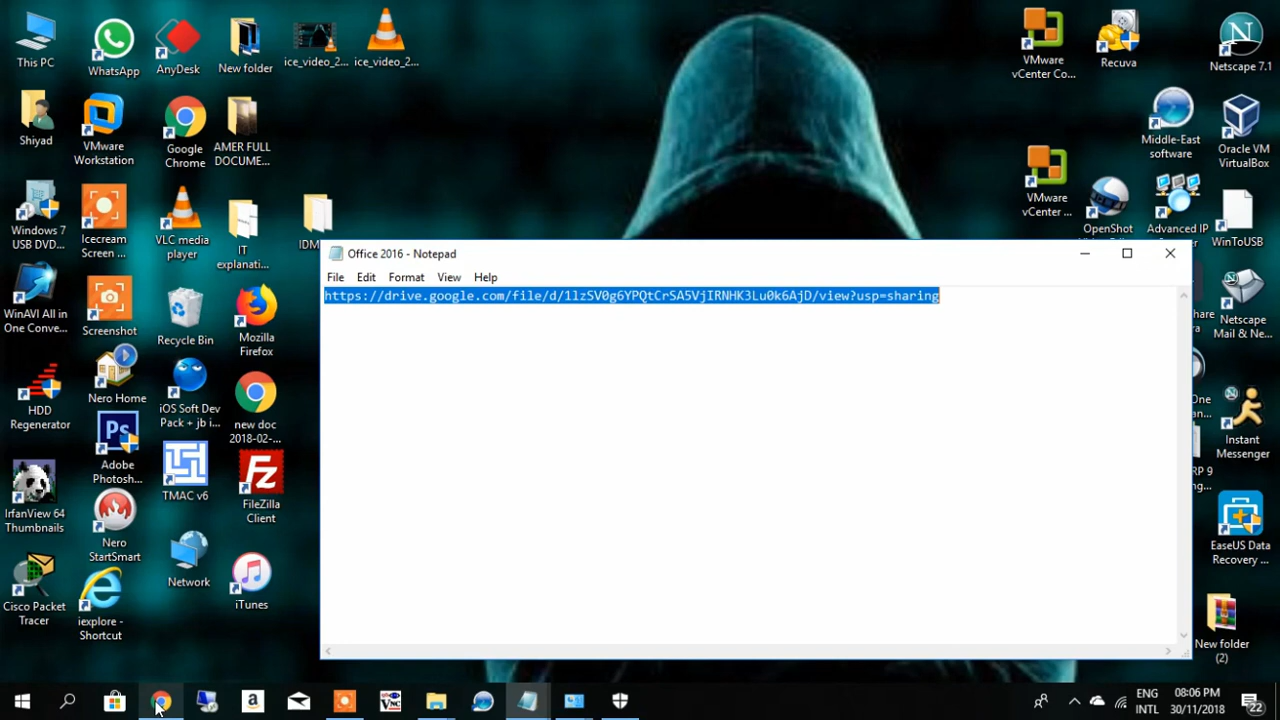 This PC
WhatsApp
AnyDesk
New folder
ice_video_2...
ice_video_2...
VMware
vCenter Co...
Recuva
Netscape 7.1
Shiyad
VMware
Workstation
Google
Chrome
AMER FULL
DOCUME...
Middle-East
software
Oracle VM
VirtualBox
Windows 7
USB DVD...
Icecream
Screen ...
VLC media
player
IT
explanati...
IDM
VMware
vCenter ...
OpenShot
Advanced IP
WinToUSB
Office 2016 - Notepad
File Edit Format View Help
https://drive.google.com/file/d/1lzSV0g6YPQtCrSA5VjIRNHK3Lu0k6AjD/view?usp=sharing
WinAVI All in
One Conve...
Screenshot
Recycle Bin
Mozilla
Firefox
Netscape
Mail & Ne...
HDD
Regenerator
Nero Home
iOS Soft Dev
Pack + jb i...
new doc
2018-02-...
Instant
Messenger
Ps
Adobe
Photosh...
TMAC v6
Fz
FileZilla
Client
IrfanView 64
Thumbnails
Nero
StartSmart
Network
iTunes
EaseUS Data
Recovery ...
Cisco Packet
Tracer
iexplore -
Shortcut
New folder
(2)
ENG
INTL
08:06 PM
30/11/2018
22